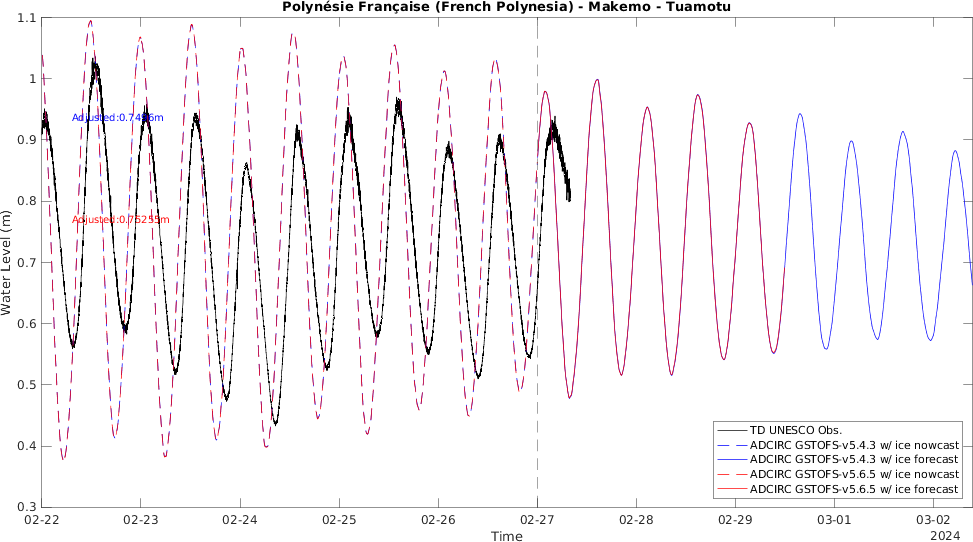 Polynésie Française (French Polynesia) - Makemo - Tuamotu
1.1
1
0.9
0.8
0.7
0.6
0.5
0.4
0.3
Water Level (m)
Adjusted:0.7496m
Adjusted:0.75255m
02-22
02-23
02-24
02-25
02-26
02-27
02-28
02-29
03-01
03-02
2024
Time
TD UNESCO Obs.
ADCIRC GSTOFS-v5.4.3 w/ ice nowcast
ADCIRC GSTOFS-v5.4.3 w/ ice forecast
ADCIRC GSTOFS-v5.6.5 w/ ice nowcast
ADCIRC GSTOFS-v5.6.5 w/ ice forecast